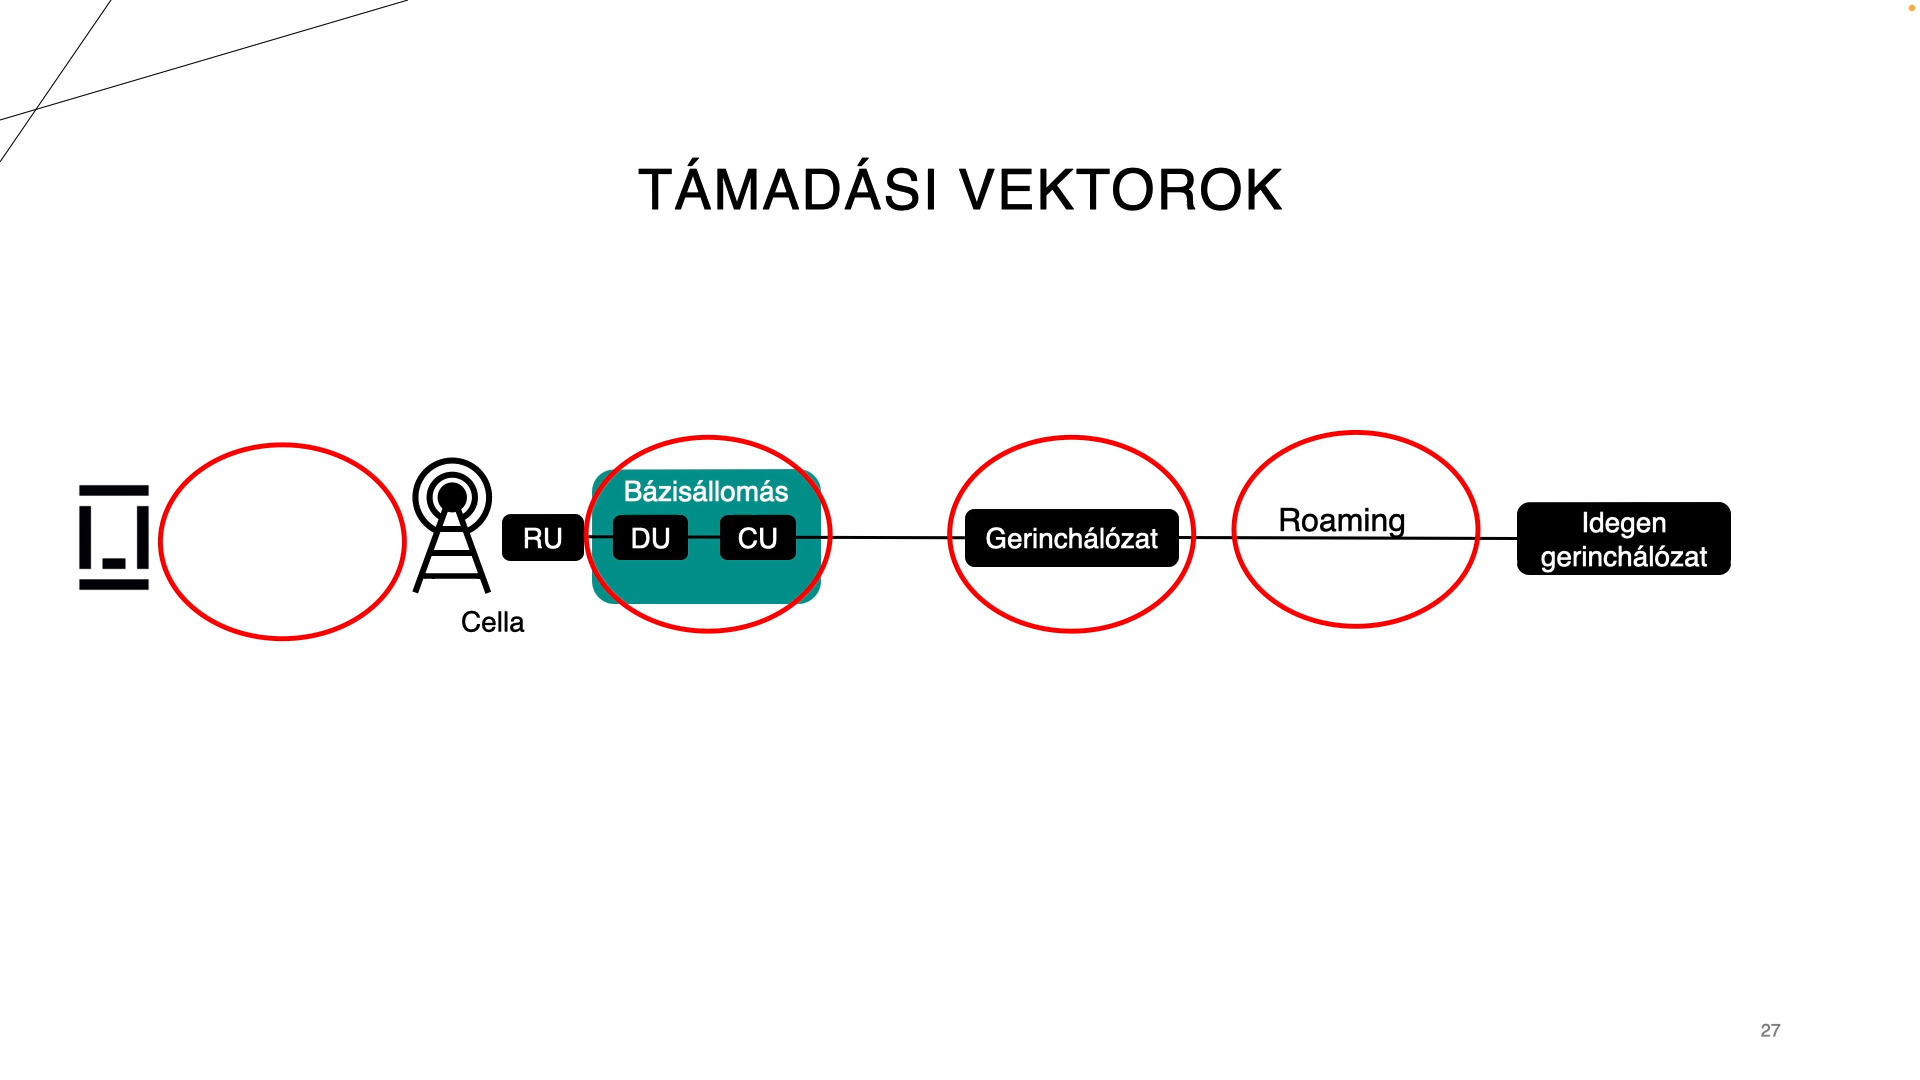 TÁMADÁSI VEKTOROK
Bázisállomás
RU
DU
CU
Cella
Gerinchálózat
Roaming
Idegen
gerinchálózat
27